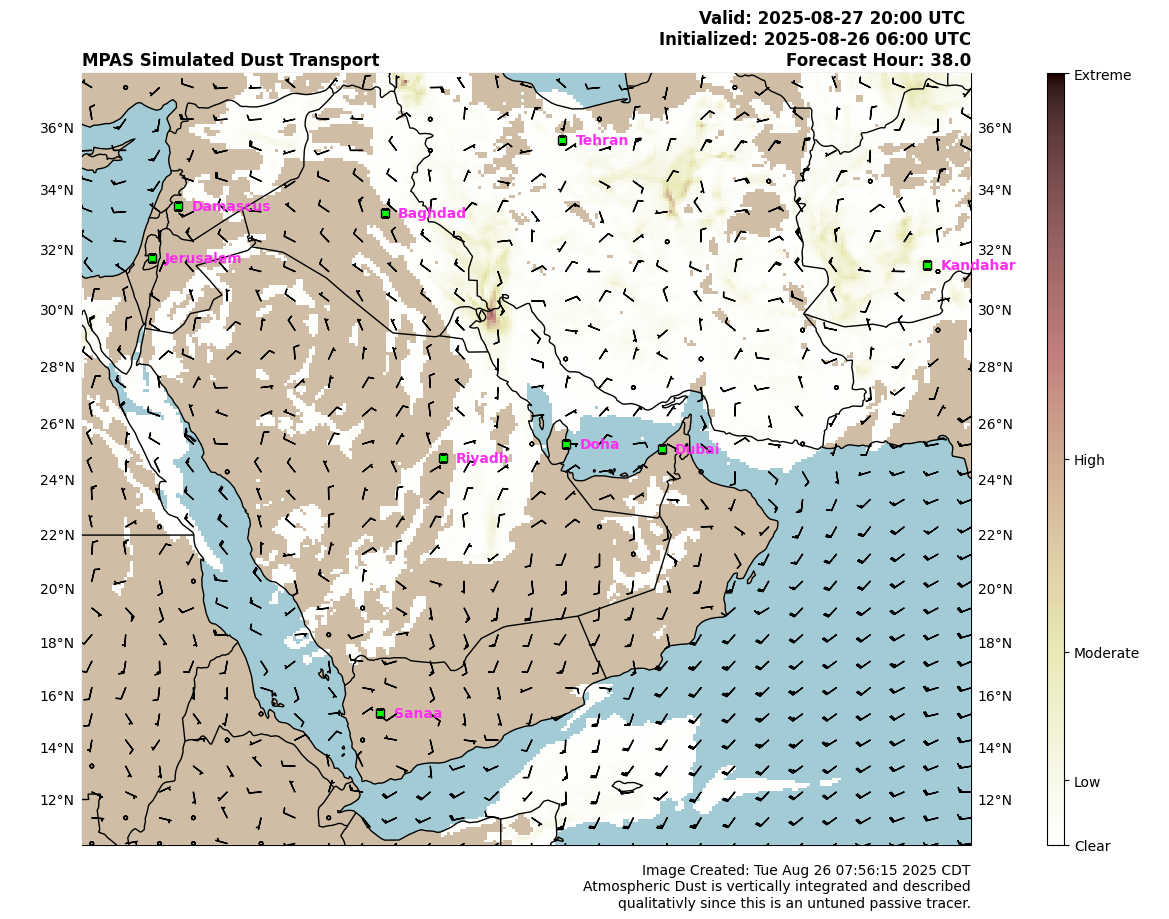 Valid: 2025-08-27 20:00 UTC
Initialized: 2025-08-26 06:00 UTC
MPAS Simulated Dust Transport Forecast Hour: 38.0
Extreme
36°N 36°N
Tehran
34°N 34°N
Damascus
Baghdad
32°N 32°N
Jerusalem
Kandahar
30°N 30°N
28°N 28°N
26°N 26°N
Doha
Dubai
Riyadh
High
24°N 24°N
22°N 22°N
20°N 20°N
18°N 18°N
Moderate
16°N 16°N
Sanaa
14°N 14°N
Low
12°N 12°N
Clear
Image Created: Tue Aug 26 07:56:15 2025 CDT
Atmospheric Dust is vertically integrated and described
qualitativly since this is an untuned passive tracer.